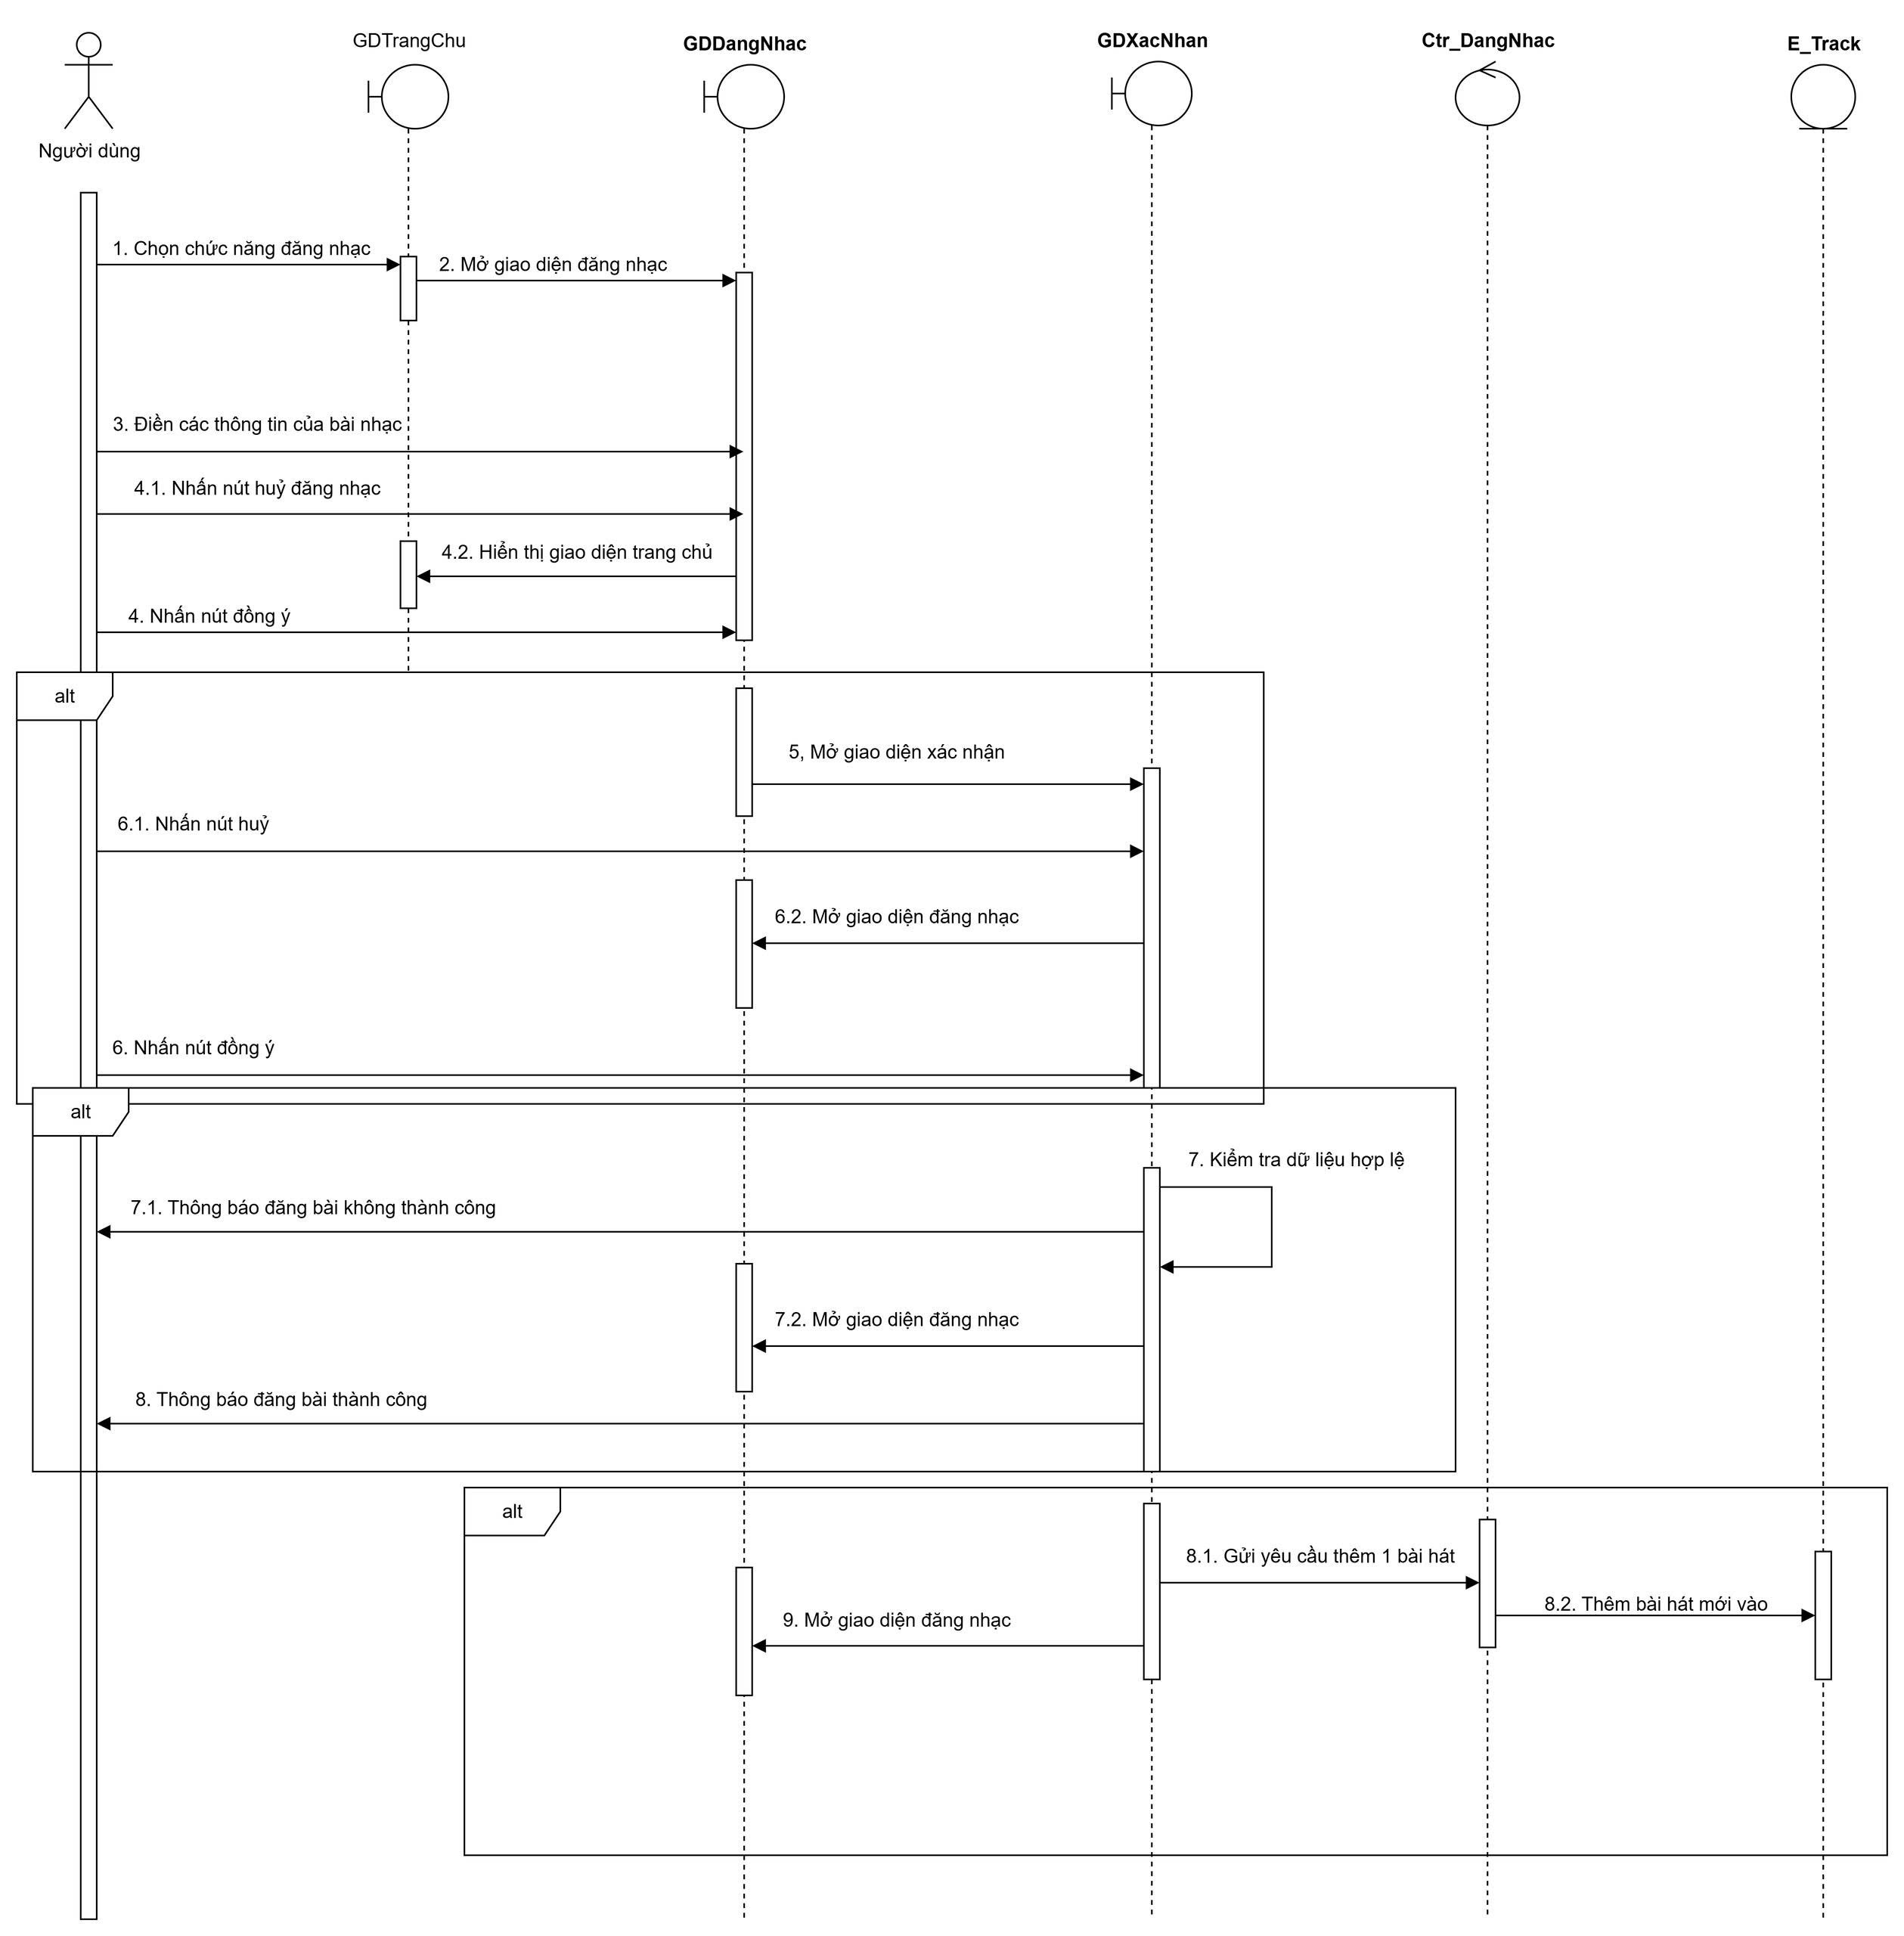 GDTrangChu
GDDangNhac
GDXacNhan
Ctr_DangNhac
E_Track
Người dùng
1. Chọn chức năng đăng nhạc
2. Mở giao diện đăng nhạc
3. Điền các thông tin của bài nhạc
4.1. Nhấn nút huỷ đăng nhạc
4.2. Hiển thị giao diện trang chủ
4. Nhấn nút đồng ý
alt
5, Mở giao diện xác nhận
6.1. Nhấn nút huỷ
6.2. Mở giao diện đăng nhạc
6. Nhấn nút đồng ý
alt
7. Kiểm tra dữ liệu hợp lệ
7.1. Thông báo đăng bài không thành công
7.2. Mở giao diện đăng nhạc
8. Thông báo đăng bài thành công
alt
8.1. Gửi yêu cầu thêm 1 bài hát
8.2. Thêm bài hát mới vào
9. Mở giao diện đăng nhạc